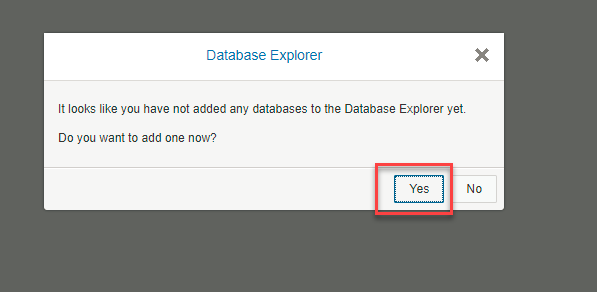 Database Explorer
It looks like you have not added any databases to the Database Explorer yet.
Do you want to add one now?
Yes No